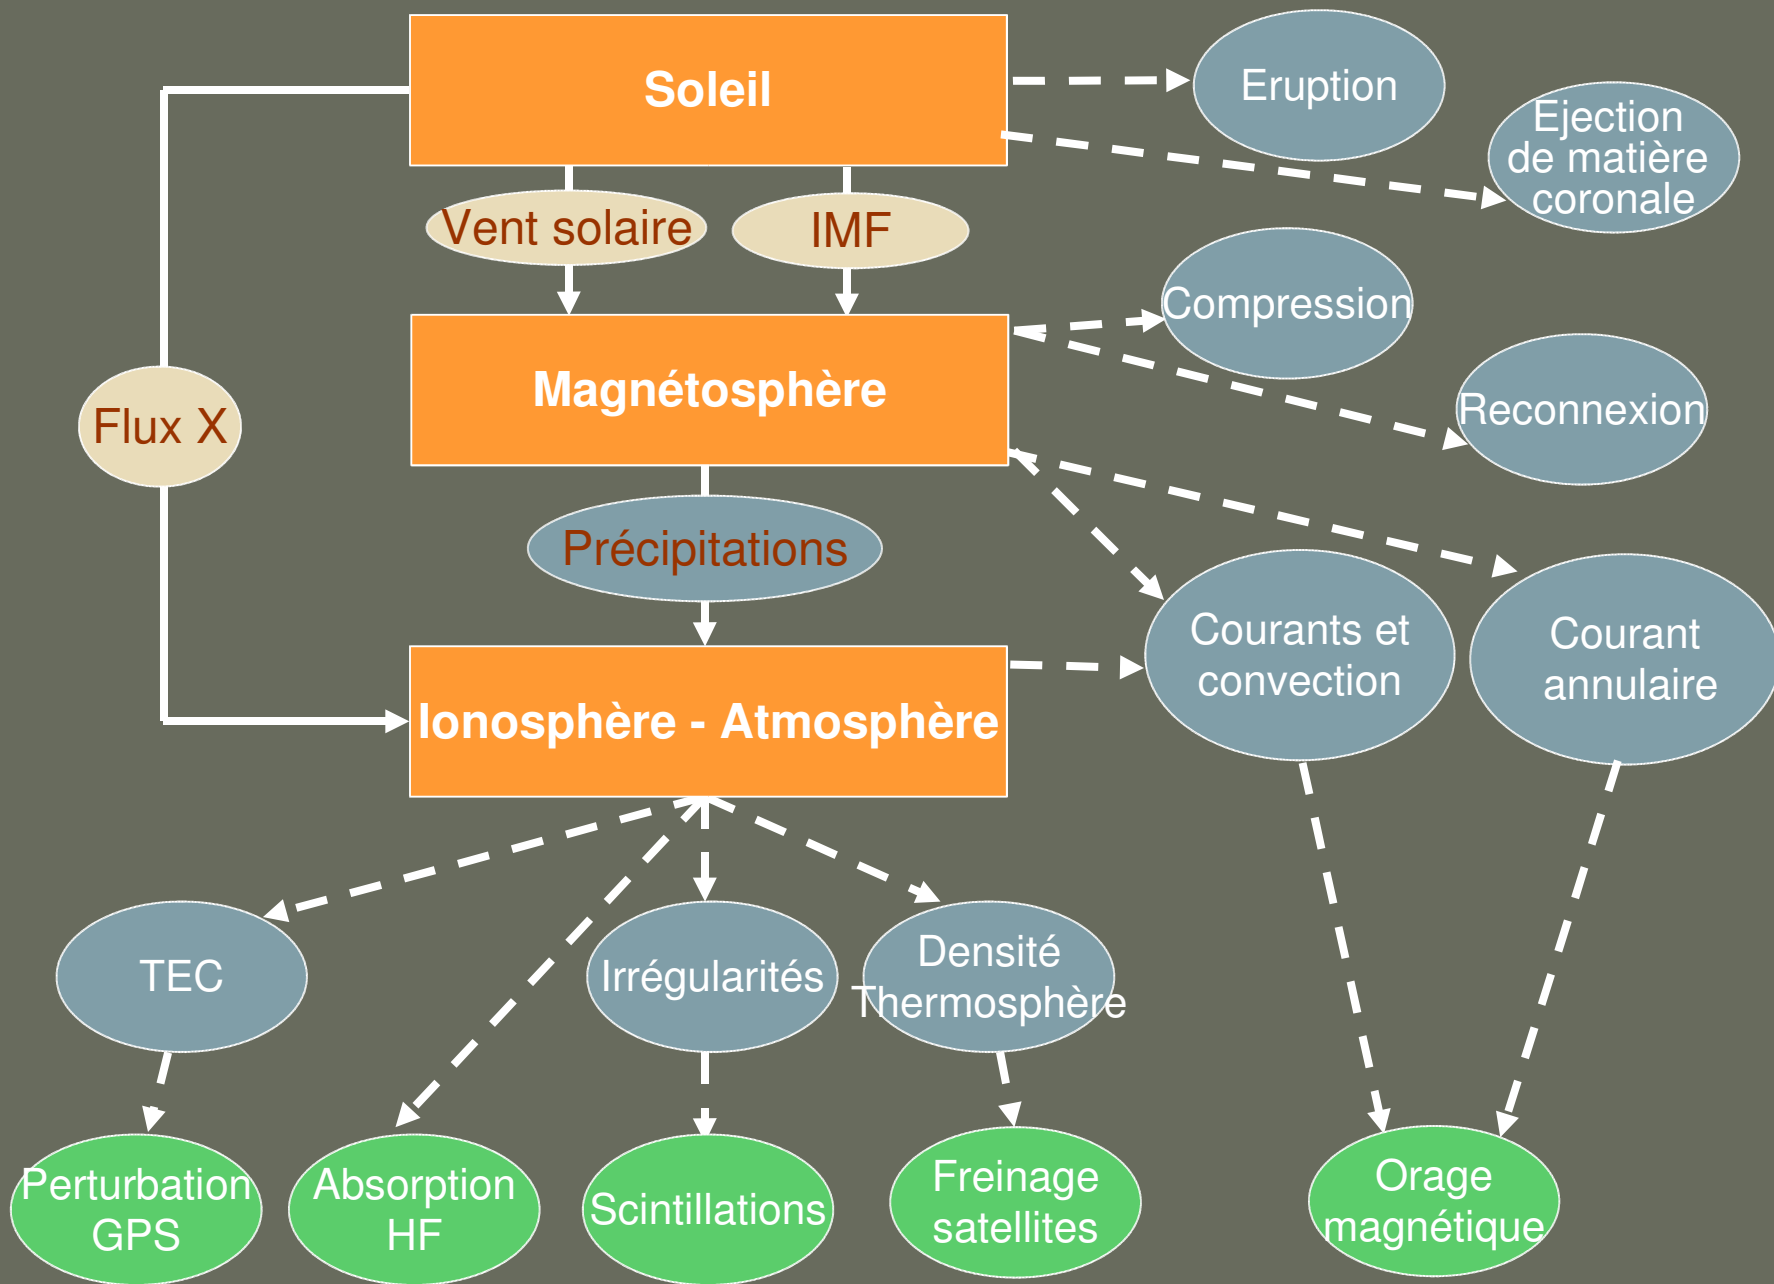 Soleil
Eruption
Ejection
de matière
coronale
Vent solaire
IMF
Compression
Magnétosphère
Reconnexion
Flux X
Précipitations
Courants et
convection
Courant
annulaire
Ionosphère - Atmosphère
TEC
Irrégularités
Densité
Thermosphère
Perturbation
GPS
Absorption
HF
Scintillations
Freinage
satellites
Orage
magnétique